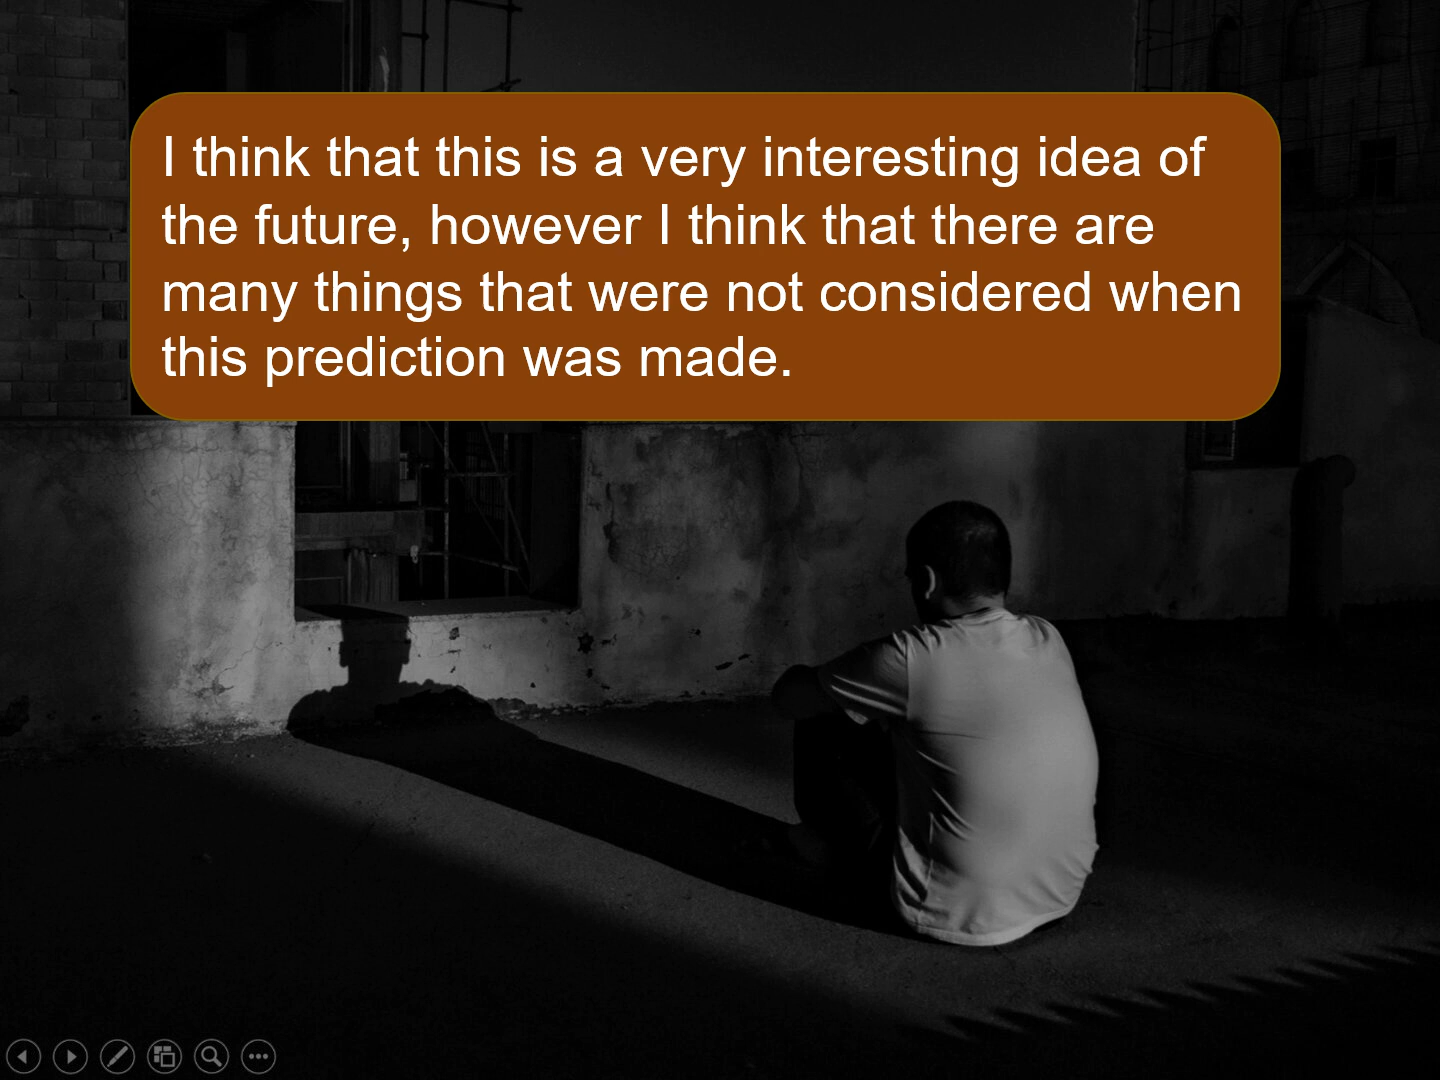 I think that this is a very interesting idea of
the future, however I think that there are
many things that were not considered when
this prediction was made.